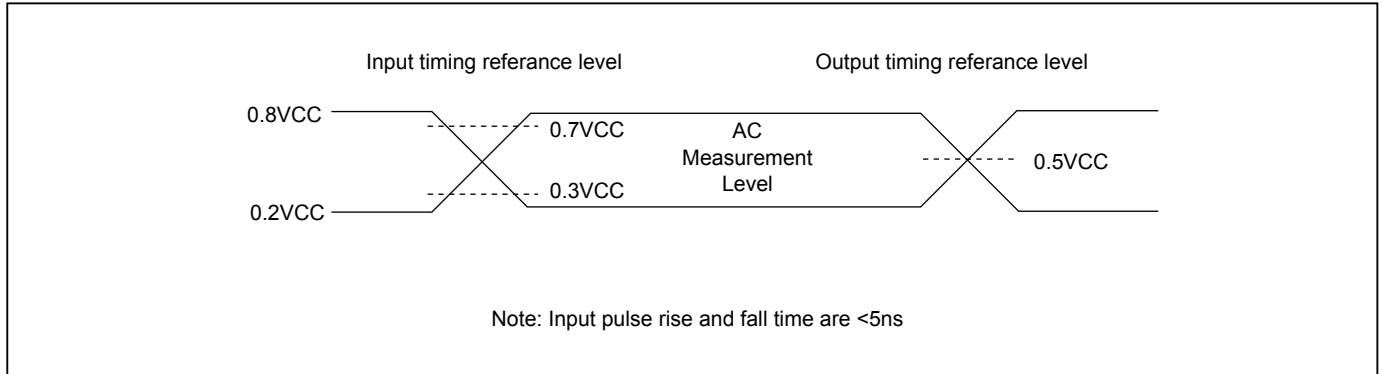 Input timing referance level
Output timing referance level
0.8VCC
0.7VCC
AC
Measurement
Level
0.5VCC
0.3VCC
0.2VCC
Note: Input pulse rise and fall time are <5ns